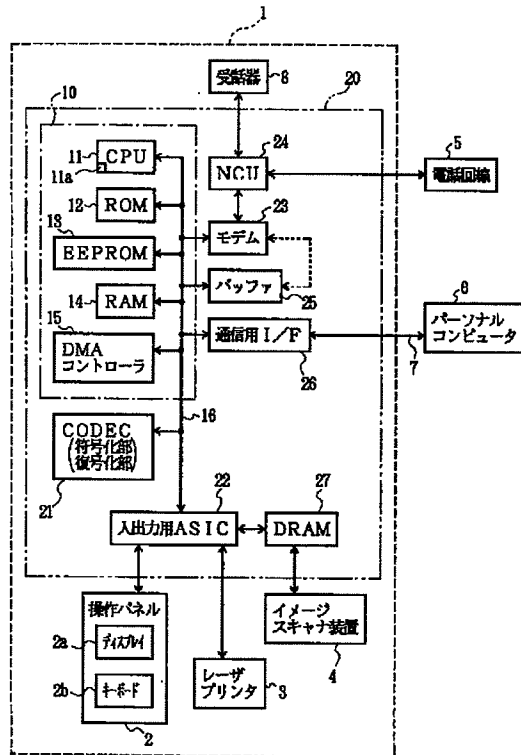 1
受話器
8
20
10
24
11
CPU
11a
NCU
5
電話回線
12
ROM
23
13
モデム
EEPROM
バッファ
25
6
14
RAM
パーソナル
コンピュータ
15
通信用I/F
DMA
コントローラ
26
7
16
CODEC
(符号化部)
(復号化部)
21
22
27
入出力用ASIC
DRAM
操作パネル
2a
ディスプレイ
イメージ
スキャナ装置
2b
キーボード
レーザ
プリンタ
4
3
2